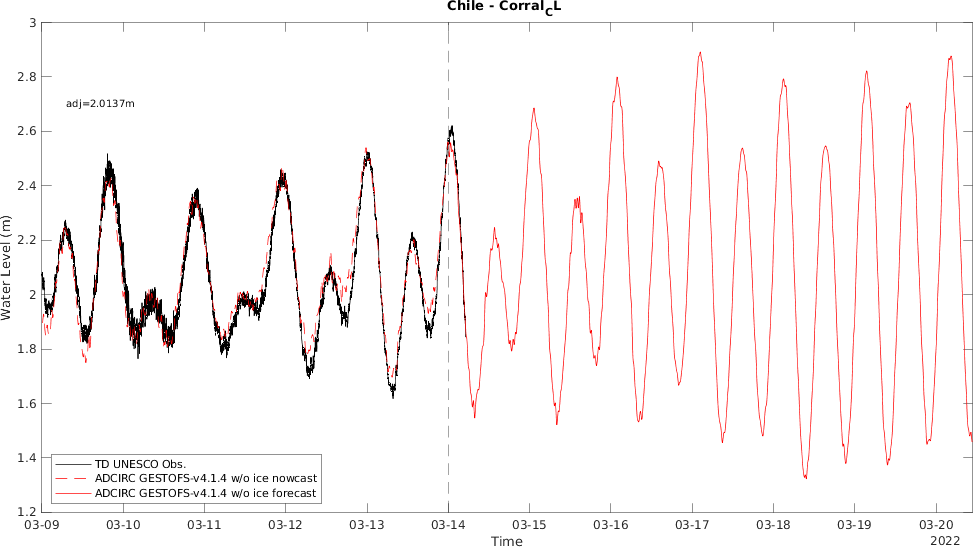 Chile - Corral_CL
3
2.8
adj=2.0137m
2.6
2.4
2.2
2
1.8
1.6
1.4
1.2
Water Level (m)
TD UNESCO Obs.
ADCIRC GESTOFS-v4.1.4 w/o ice nowcast
ADCIRC GESTOFS-v4.1.4 w/o ice forecast
03-09 03-10 03-11 03-12 03-13 03-14 03-15 03-16 03-17 03-18 03-19 03-20
Time
2022